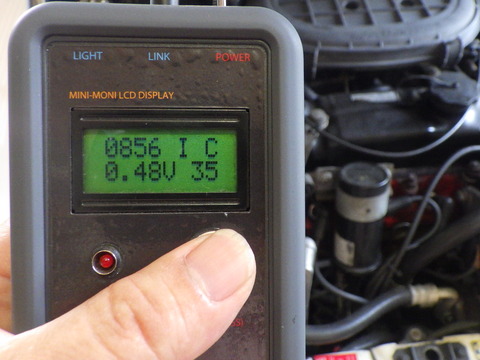 LIGHT LINK POWER
MINI-MONI LCD DISPLAY
0856 I C
0.48V 35